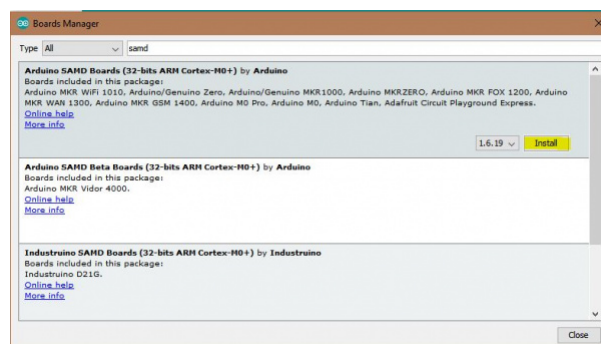 Boards Manager
Type All samd
Arduino SAMD Boards (32-bits ARM Cortex-M0+) by Arduino
Boards included in this package:
Arduino MKR WiFi 1010, Arduino/Genuino Zero, Arduino/Genuino MKR1000, Arduino MKRZERO, Arduino MKR FOX 1200, Arduino
MKR WAN 1300, Arduino MKR GSM 1400, Arduino M0 Pro, Arduino M0, Arduino Tian, Adafruit Circuit Playground Express.
Online help
More info
1.6.19 Install
Arduino SAMD Beta Boards (32-bits ARM Cortex-M0+) by Arduino
Boards included in this package:
Arduino MKR Vidor 4000.
Online help
More info
Industruino SAMD Boards (32-bits ARM Cortex-M0+) by Industruino
Boards included in this package:
Industruino D21G.
Online help
More info
Close